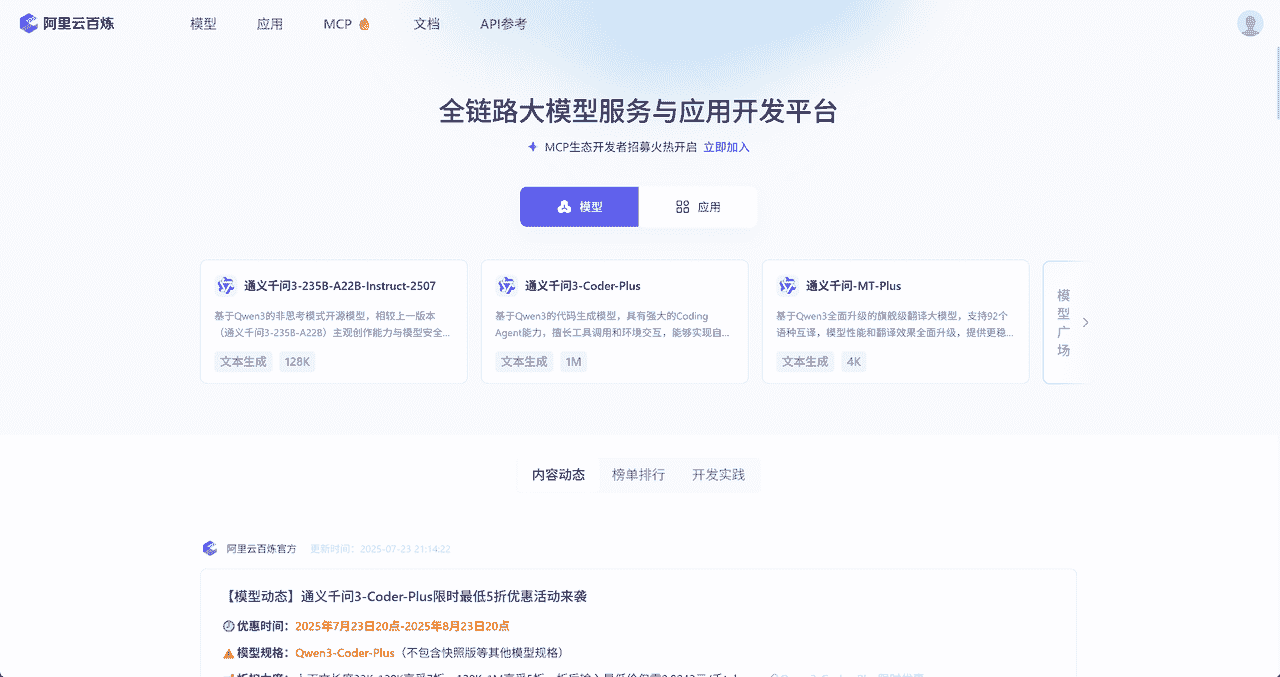 阿里云百炼
模型 应用 MCP 文档 API参考
全链路大模型服务与应用开发平台
MCP生态开发者招募火热开启 立即加入
模型 应用
通义千问3-235B-A22B-Instruct-2507
基于Qwen3的非思考模式开源模型，相较上一版本
（通义千问3-235B-A22B）主观创作能力与模型安全...
文本生成 128K
通义千问3-Coder-Plus
基于Qwen3的代码生成模型，具有强大的Coding
Agent能力，擅长工具调用和环境交互，能够实现自...
文本生成 1M
通义千问-MT-Plus
基于Qwen3全面升级的旗舰级翻译大模型，支持92个
语种互译，模型性能和翻译效果全面升级，提供更稳...
文本生成 4K
模
型
广
场
内容动态 榜单排行 开发实践
阿里云百炼官方 更新时间：2025-07-23 21:14:22
【模型动态】通义千问3-Coder-Plus限时最低5折优惠活动来袭
优惠时间：2025年7月23日20点-2025年8月23日20点
模型规格：Qwen3-Coder-Plus（不包含快照版等其他模型规格）